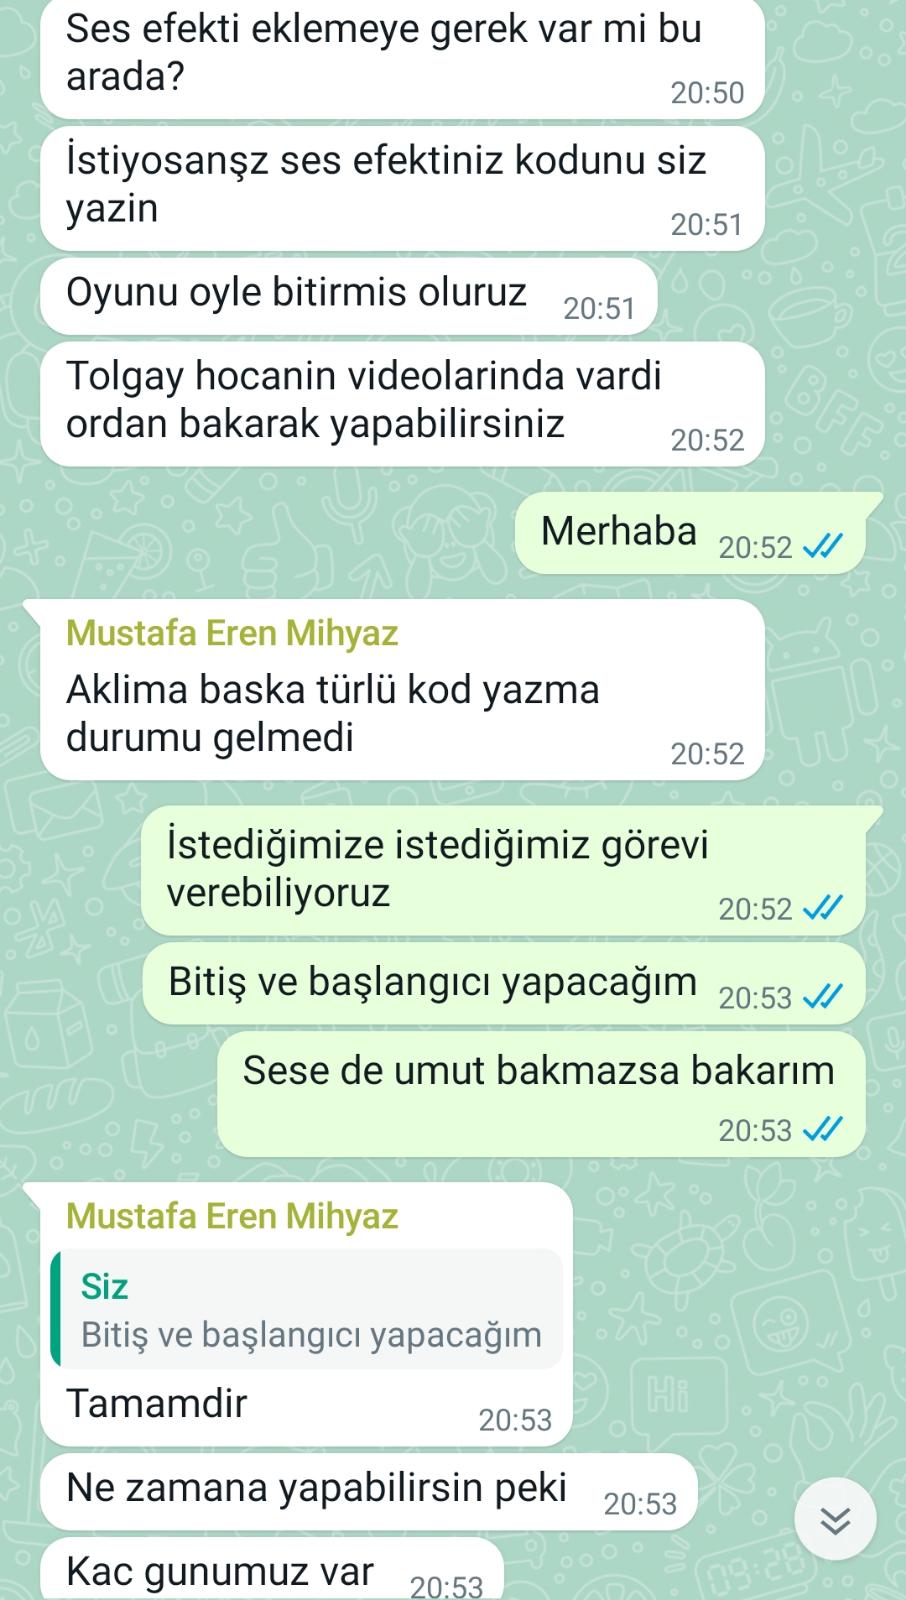 Ses efekti eklemeye gerek var mi bu
arada?
20:50
İstiyosanşz ses efektiniz kodunu siz
yazin
20:51
Oyunu oyle bitirmis oluruz 20:51
Tolgay hocanin videolarinda vardi
ordan bakarak yapabilirsiniz
20:52
Merhaba 20:52
Mustafa Eren Mihyaz
Aklima baska türlü kod yazma
durumu gelmedi
20:52
İstediğimize istediğimiz görevi
verebiliyoruz
20:52
Bitiş ve başlangıcı yapacağım 20:53
Sese de umut bakmazsa bakarım
20:53
Mustafa Eren Mihyaz
Siz
Bitiş ve başlangıcı yapacağım
Tamamdir
20:53
Ne zamana yapabilirsin peki 20:53
Kac gunumuz var 20:53
BFF
Hi
09:20